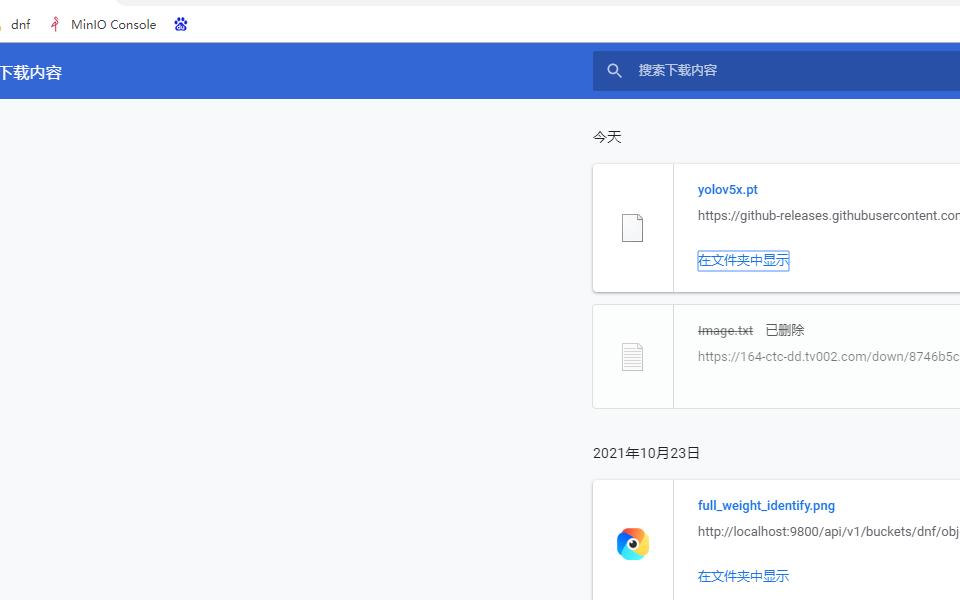 dnf MinIO Console
下载内容
搜索下载内容
今天
yolov5x.pt
https://github-releases.githubusercontent.com
在文件夹中显示
Image.txt 已删除
https://164-ctc-dd.tv002.com/down/8746b5c
2021年10月23日
full_weight_identify.png
http://localhost:9800/api/v1/buckets/dnf/obj
在文件夹中显示